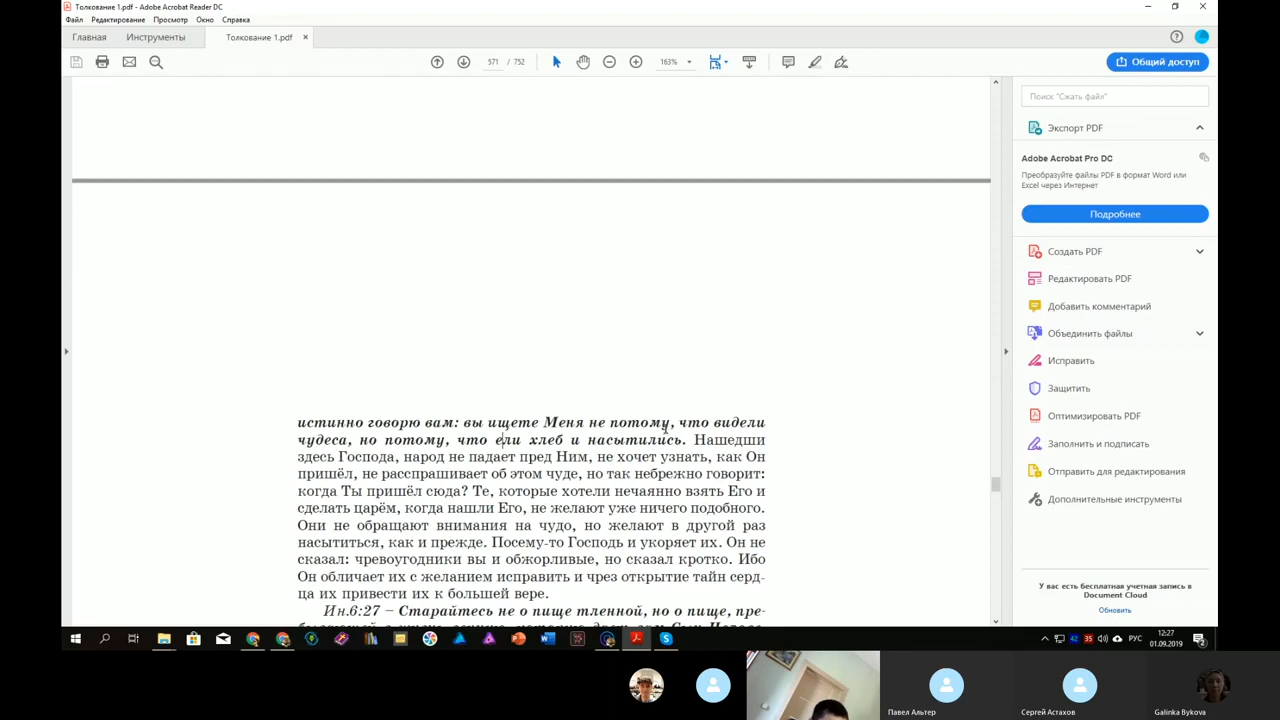 Толкование 1.pdf - Adobe Acrobat Reader DC
Файл Редактирование Просмотр Окно Справка
Главная Инструменты Толкование 1.pdf ×
571 / 752 163% Общий доступ
Поиск "Сжать файл"
Экспорт PDF
Adobe Acrobat Pro DC
Преобразуйте файлы PDF в формат Word или
Excel через Интернет
Подробнее
Создать PDF
Редактировать PDF
Добавить комментарий
Объединить файлы
Исправить
Защитить
Оптимизировать PDF
Заполнить и подписать
Отправить для редактирования
Дополнительные инструменты
У вас есть бесплатная учетная запись в
Document Cloud
Обновить
истинно говорю вам: вы ищете Меня не потому, что видели
чудеса, но потому, что ели хлеб и насытились. Нашедши
здесь Господа, народ не падает пред Ним, не хочет узнать, как Он
пришёл, не расспрашивает об этом чуде, но так небрежно говорит:
когда Ты пришёл сюда? Те, которые хотели нечаянно взять Его и
сделать царём, когда нашли Его, не желают уже ничего подобного.
Они не обращают внимания на чудо, но желают в другой раз
насытиться, как и прежде. Посему-то Господь и укоряет их. Он не
сказал: чревоугодники вы и обжорливые, но сказал кротко. Ибо
Он обличает их с желанием исправить и чрез открытие тайн серд-
ца их привести их к большей вере.
Ин.6:27 – Старайтесь не о пище тленной, но о пище, пре-
РУС
12:27
01.09.2019
Павел Альтер
Сергей Астахов
Galinka Bykova